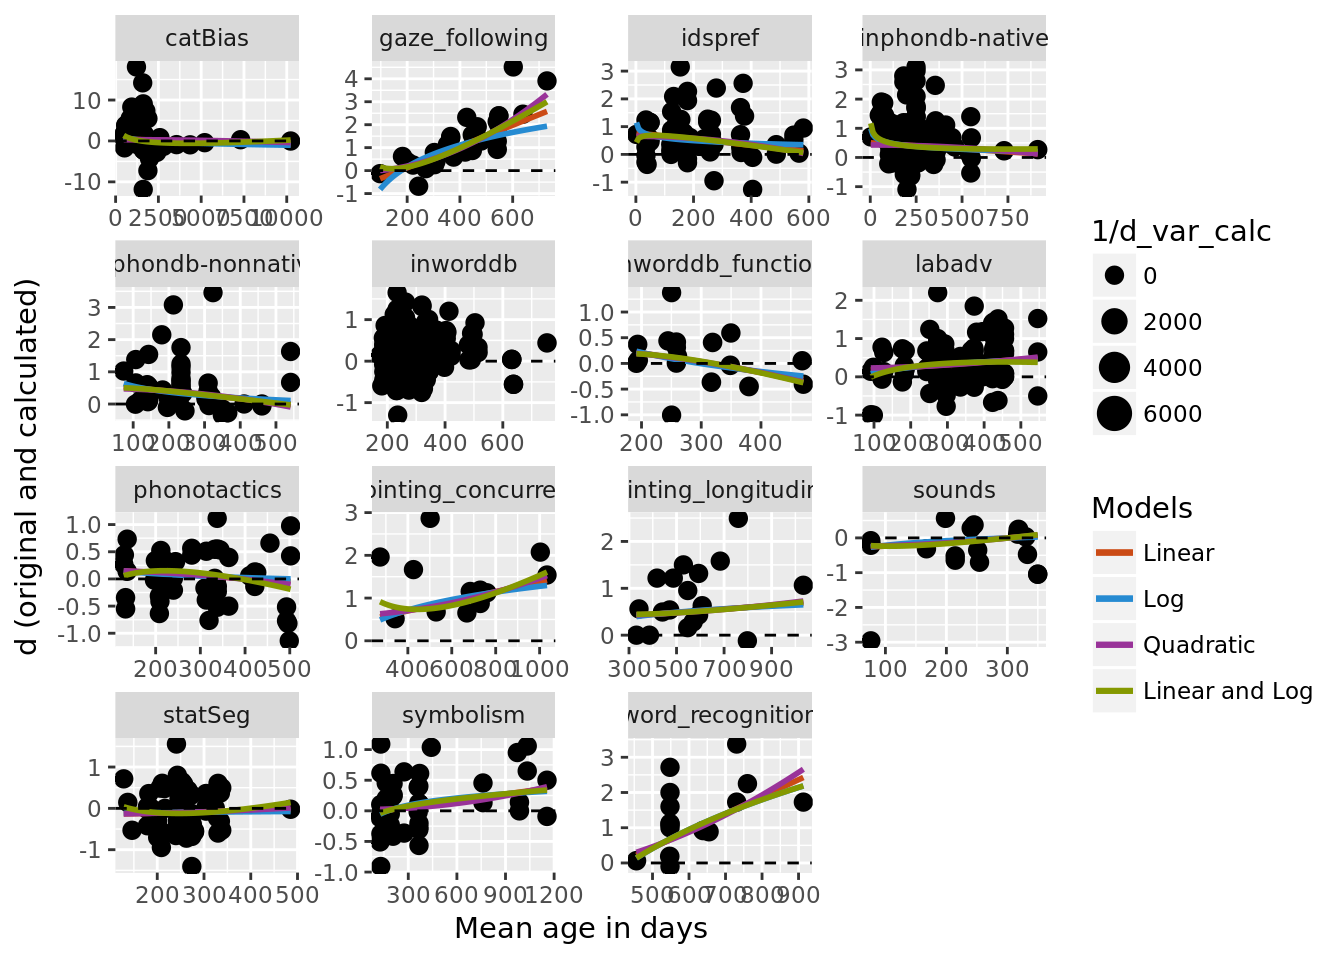 catBias
gaze_following
idspref
inphondb-native
10
0
-10
0 2500 5000 7500 10000
4
3
2
1
0
-1
200 400 600
3
2
1
0
-1
0 200 400 600
3
2
1
0
-1
0 250 500 750
phondb-nonnativ
inworddb
nworddb_functio
labadv
3
2
1
0
100 200 300 400 500
1
0
-1
200 400 600
1.0
0.5
0.0
-0.5
-1.0
200 300 400
2
1
0
-1
100 200 300 400 500
phonotactics
ointing_concurre
inting_longitudin
sounds
1.0
0.5
0.0
-0.5
-1.0
200 300 400 500
3
2
1
0
400 600 800 1000
2
1
0
300 500 700 900
0
-1
-2
-3
100 200 300
statSeg
symbolism
word_recognition
1
0
-1
200 300 400 500
1.0
0.5
0.0
-0.5
-1.0
300 600 900 1200
3
2
1
0
500 600 700 800 900
Mean age in days
d (original and calculated)
1/d_var_calc
0
2000
4000
6000
Models
Linear
Log
Quadratic
Linear and Log